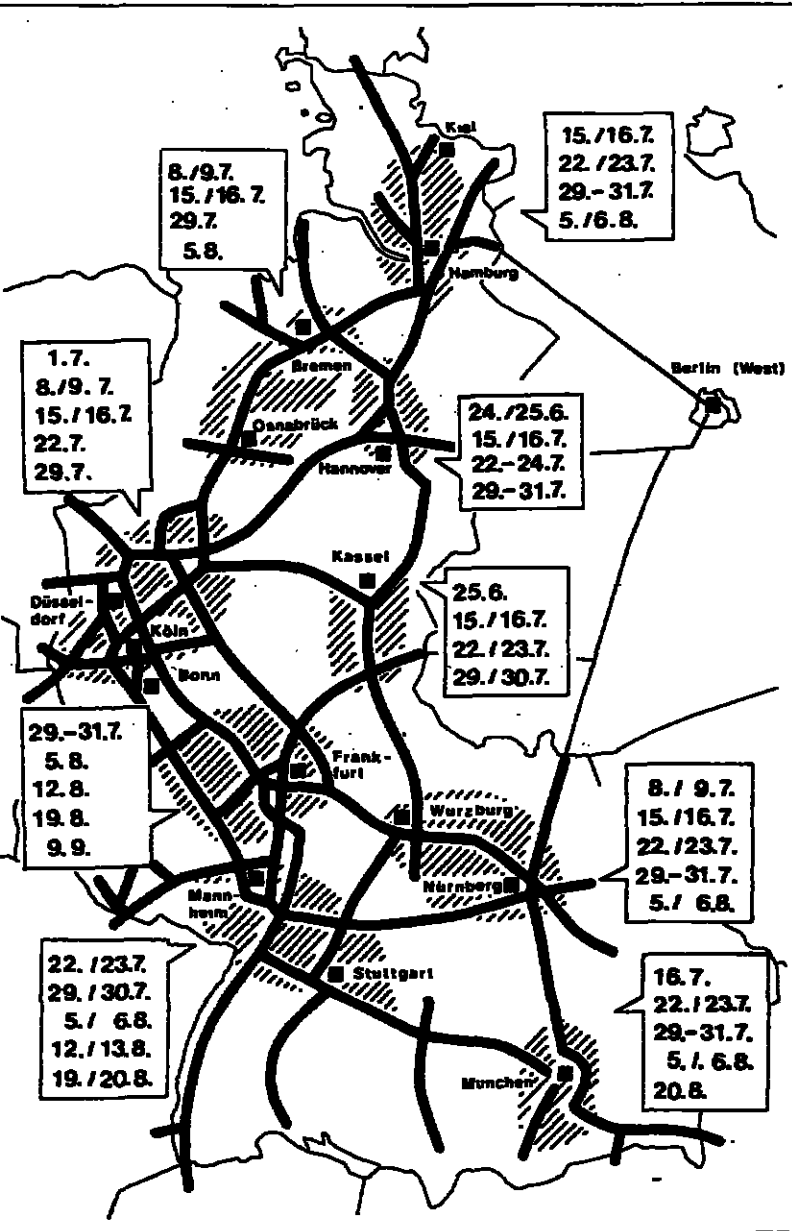 Kiel
15./16.7.
22./23.7.
29.-31.7.
5./6.8.
8./9.7.
15./16.7.
29.7.
5.8.
Hamburg
Bremen
Berlin (West)
1.7.
8./9.7.
15./16.7.
22.7.
29.7.
Osnabrück
Hannover
24./25.6.
15./16.7.
22.-24.7.
29.-31.7.
Kassel
25.6.
15./16.7.
22./23.7.
29./30.7.
Düssel-
dorf
Köln
Bonn
29.-31.7.
5.8.
12.8.
19.8.
9.9.
Frank-
furt
Würzburg
8./9.7.
15./16.7.
22./23.7.
29.-31.7.
5./6.8.
Mann-
heim
Nürnberg
22./23.7.
29./30.7.
5./6.8.
12./13.8.
19./20.8.
Stuttgart
16.7.
22./23.7.
29.-31.7.
5./.6.8.
20.8.
München